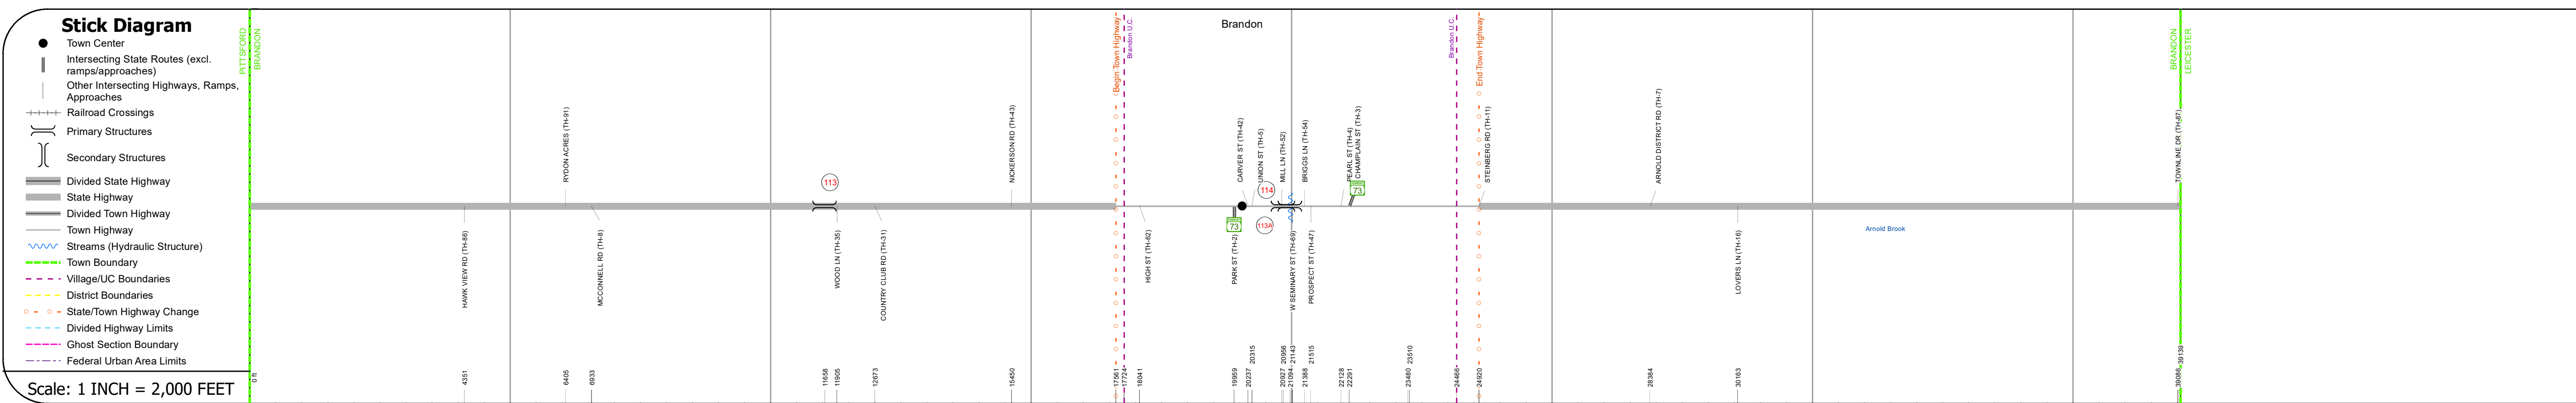 Stick Diagram
Town Center
Intersecting State Routes (excl.
ramps/approaches)
Other Intersecting Highways, Ramps,
Approaches
Railroad Crossings
Primary Structures
Secondary Structures
Divided State Highway
State Highway
Divided Town Highway
Town Highway
Streams (Hydraulic Structure)
Town Boundary
Village/UC Boundaries
District Boundaries
State/Town Highway Change
Divided Highway Limits
Ghost Section Boundary
Federal Urban Area Limits
Scale: 1 INCH = 2,000 FEET
PITTSFORD
BRANDON
Begin Town Highway
Brandon U.C.
Brandon
Brandon U.C.
End Town Highway
BRANDON
LEICESTER
RYDON ACRES (TH-91)
NICKERSON RD (TH-43)
CARVER ST (TH-42)
UNION ST (TH-5)
MILL LN (TH-52)
BRIGGS LN (TH-54)
PEARL ST (TH-4)
CHAMPLAIN ST (TH-3)
STEINBERG RD (TH-11)
ARNOLD DISTRICT RD (TH-7)
TOWNLINE DR (TH-87)
113
114
73
73
113A
Arnold Brook
HAWK VIEW RD (TH-86)
MCCONNELL RD (TH-8)
WOOD LN (TH-35)
COUNTRY CLUB RD (TH-31)
HIGH ST (TH-62)
PARK ST (TH-2)
W SEMINARY ST (TH-69)
PROSPECT ST (TH-47)
LOVERS LN (TH-16)
0 ft
4351
6405
6933
11658
11905
12673
15450
17561
17724
18041
19959
20237
20315
20927
20956
21094
21143
21388
21515
22128
22291
23480
23510
24466
24920
28384
30163
39086
39139